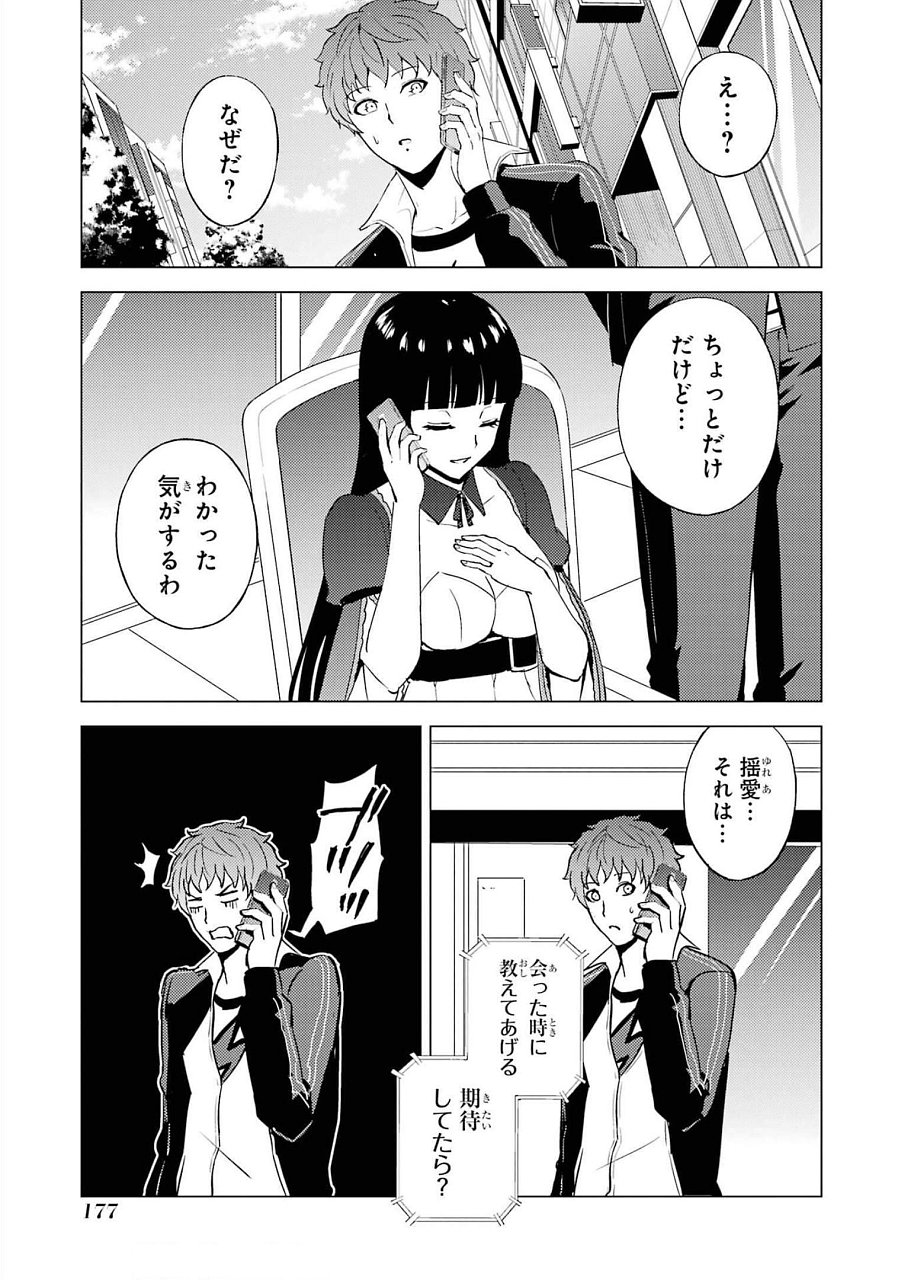 え…？
なぜだ？
ちょっとだけ
だけど…
わかった
気がするわ
揺愛…
それは…
会った時に
教えてあげる
期待
してたら？
177